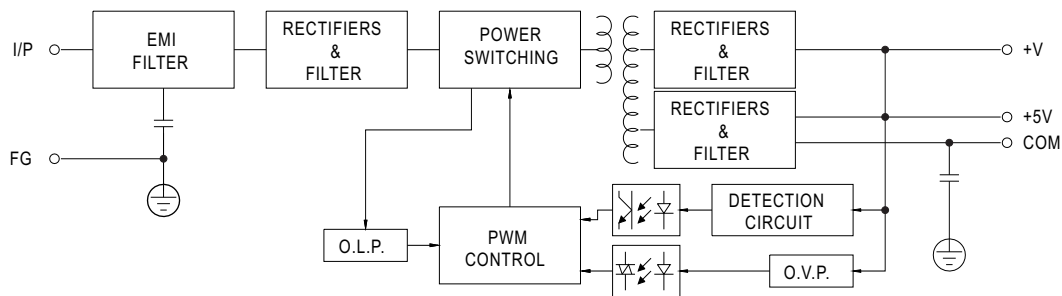 I/P
EMI
FILTER
RECTIFIERS
&
FILTER
POWER
SWITCHING
RECTIFIERS
&
FILTER
+V
RECTIFIERS
&
FILTER
+5V
COM
FG
O.L.P.
PWM
CONTROL
DETECTION
CIRCUIT
O.V.P.